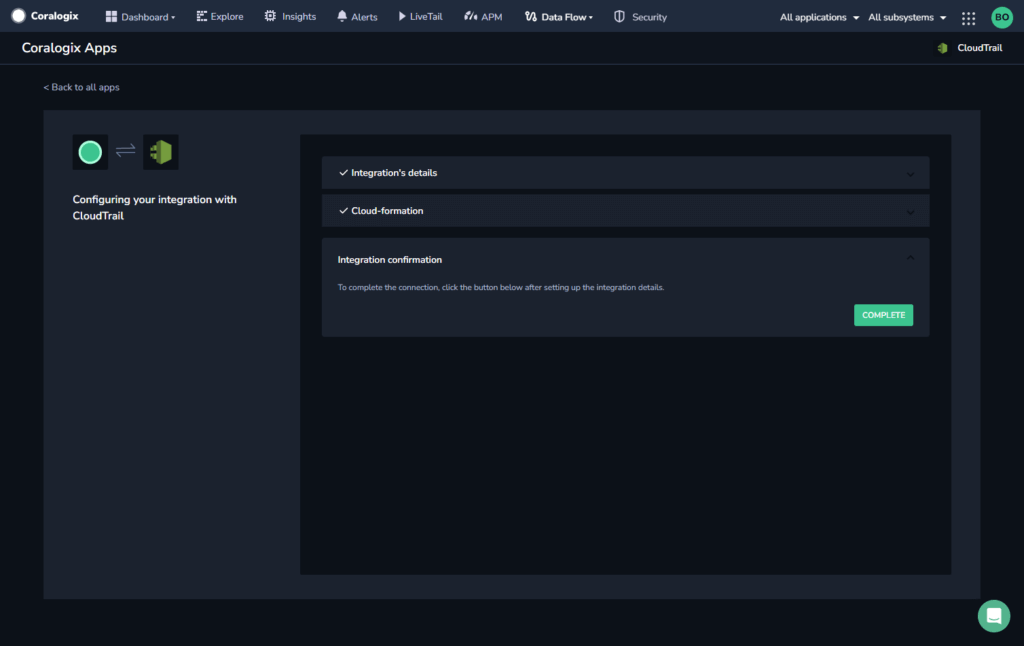 Coralogix Dashboard Explore Insights Alerts LiveTail APM Data Flow Security All applications All subsystems BO
Coralogix Apps CloudTrail
< Back to all apps
Configuring your integration with
CloudTrail
Integration's details
Cloud-formation
Integration confirmation
To complete the connection, click the button below after setting up the integration details.
COMPLETE